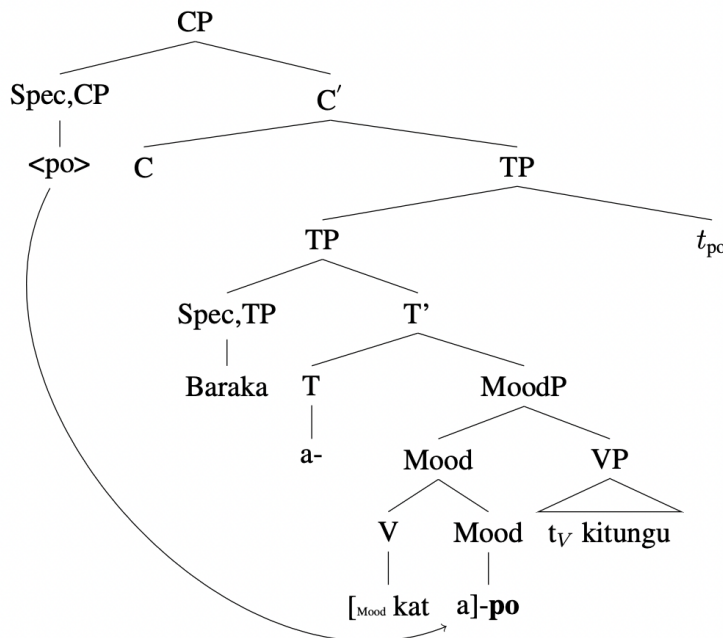 CP
Spec,CP C′
<po> C TP
TP t_po
Spec,TP T’
Baraka T MoodP
a- Mood VP
V Mood t_V kitungu
[Mood kat a]-po